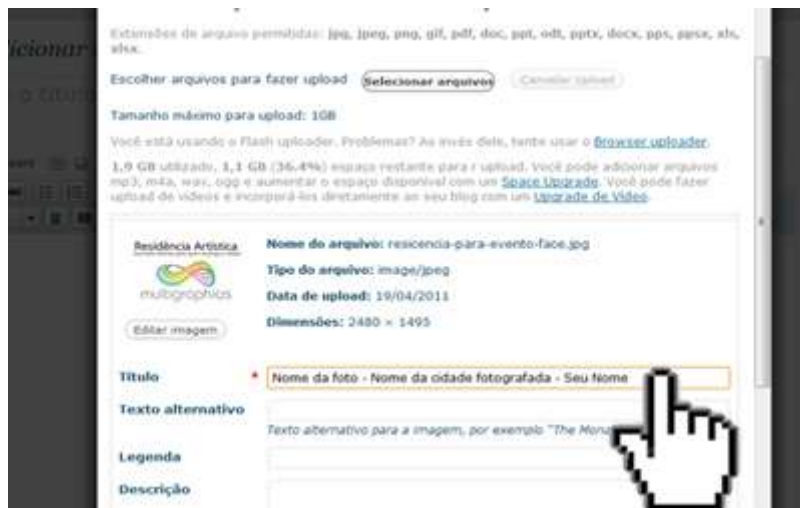 Extensões de arquivo permitidas: jpg, jpeg, png, gif, pdf, doc, ppt, odt, pptx, docx, pps, ppsx, xls,
xlsx.
Escolher arquivos para fazer upload Selecionar arquivos Cancelar upload
Tamanho máximo para upload: 1GB
Você está usando o Flash uploader. Problemas? Ao invés dele, tente usar o Browser uploader.
1,9 GB utilizado, 1,1 GB (36.4%) espaço restante para r upload. Você pode adicionar arquivos
mp3, m4a, wav, ogg e aumentar o espaço disponível com um Space Upgrade. Você pode fazer
upload de vídeos e incorporá-los diretamente ao seu blog com um Upgrade de Vídeo.
Residência Artística
multigraphias
Editar imagem
Nome do arquivo: resicencia-para-evento-face.jpg
Tipo do arquivo: image/jpeg
Data de upload: 19/04/2011
Dimensões: 2480 × 1495
Título * Nome da foto - Nome da cidade fotografada - Seu Nome
Texto alternativo
Texto alternativo para a imagem, por exemplo "The Mona
Legenda
Descrição